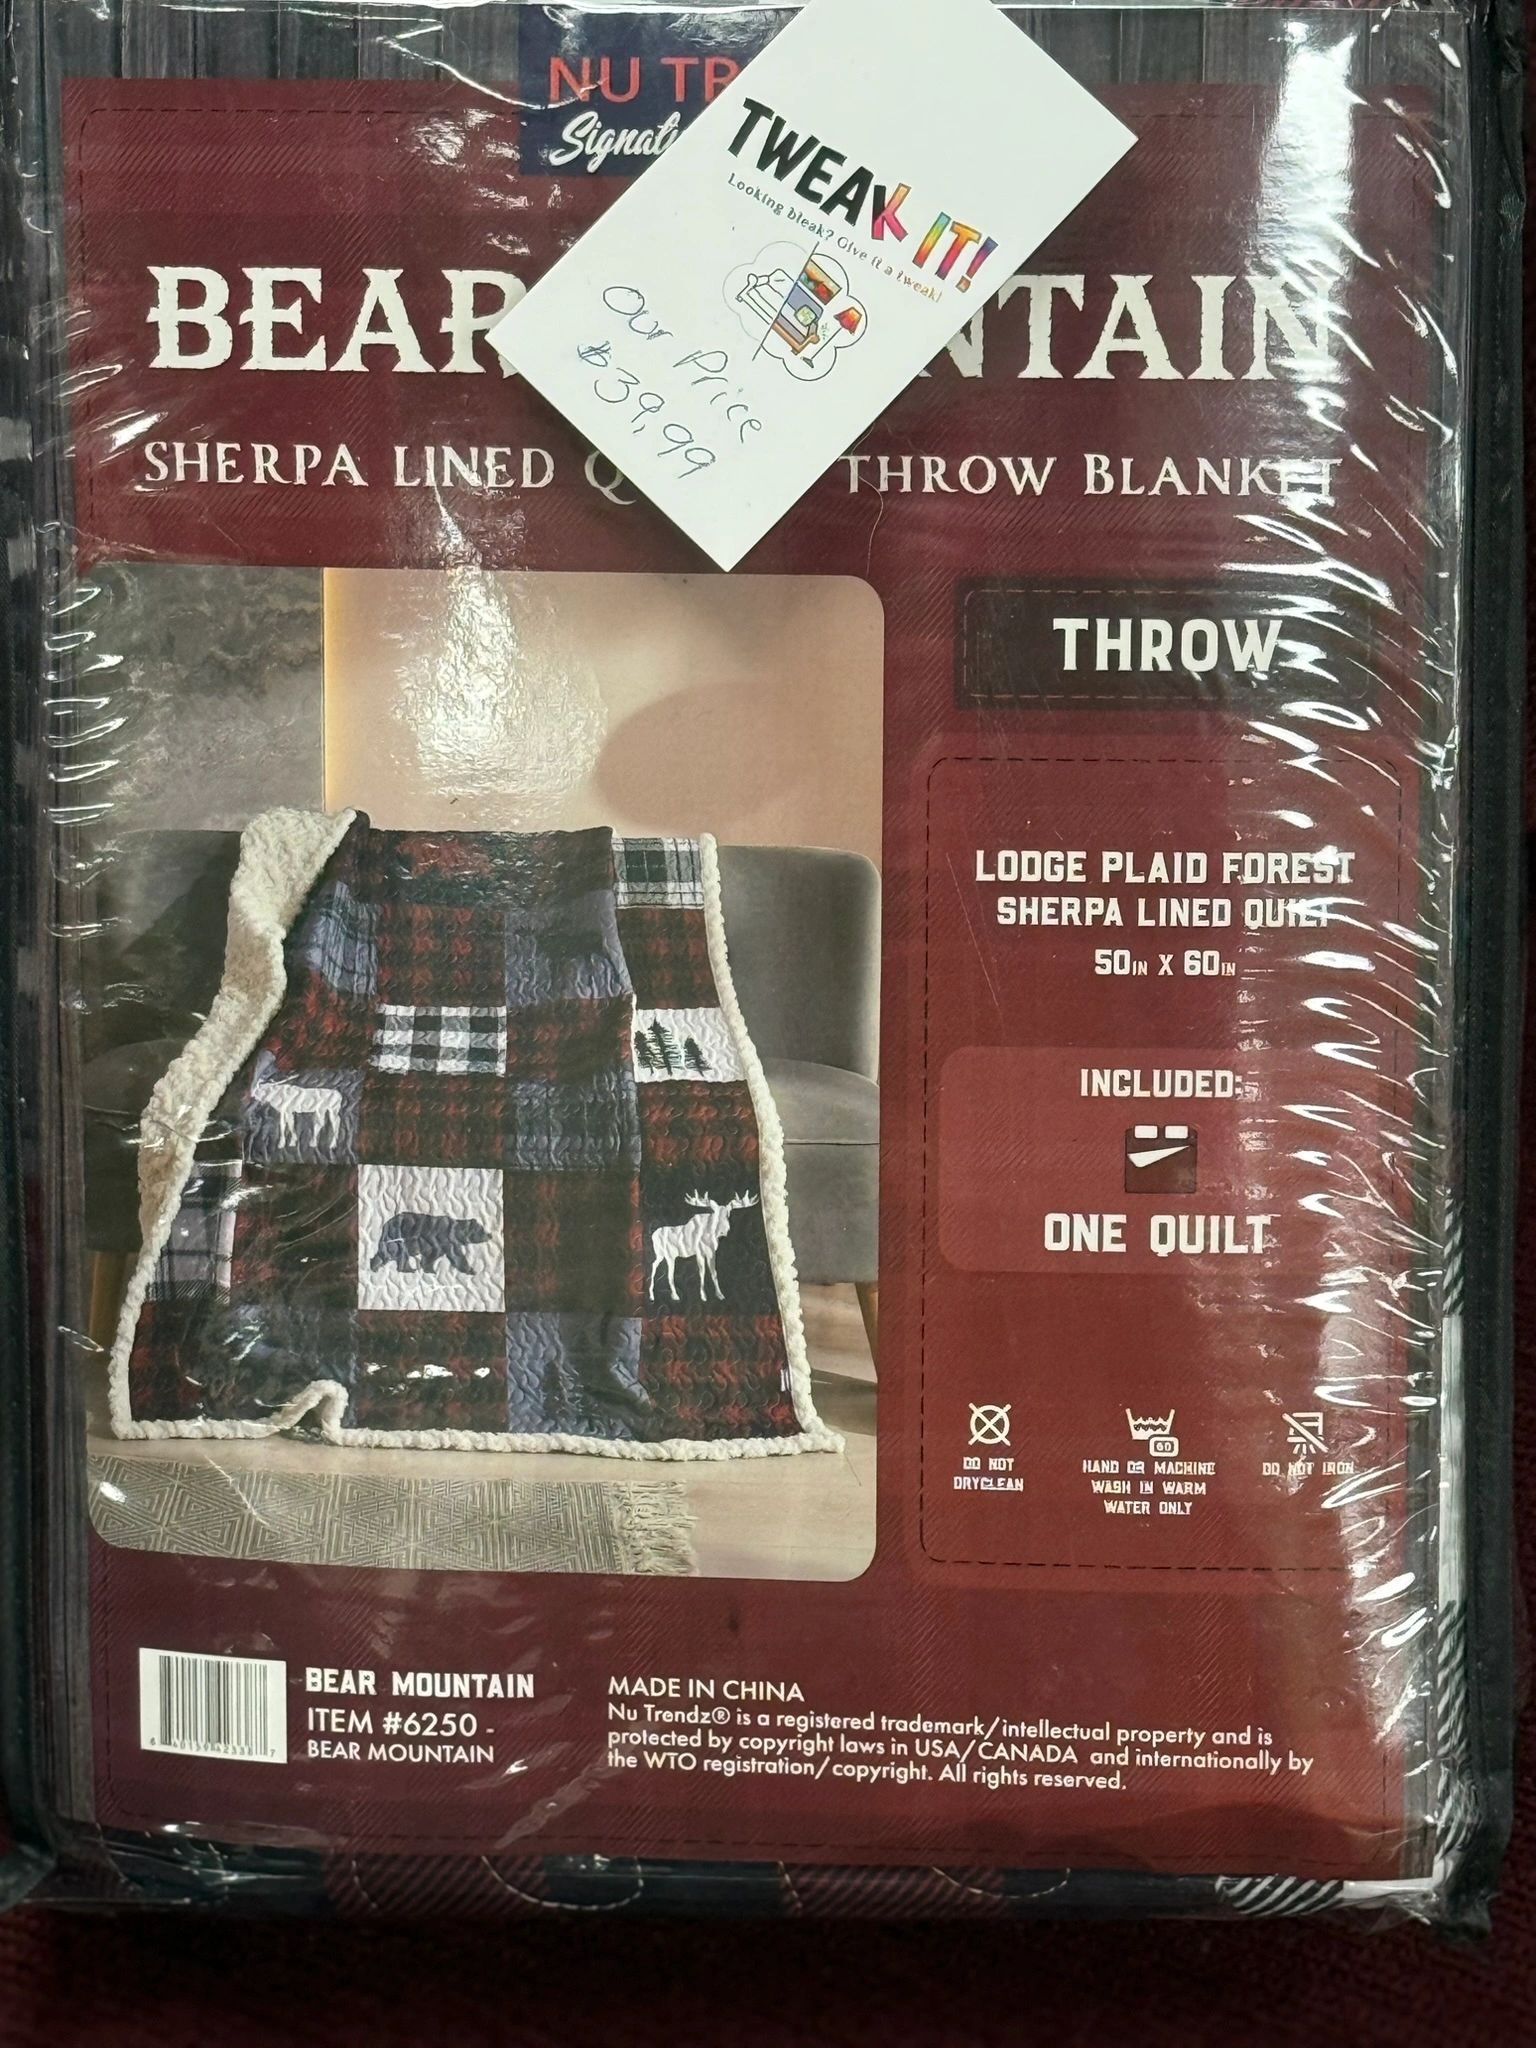 NU TR
Signatu
TWEAK IT!
Looking bleak? Give it a tweak!
Our Price
$39.99
BEAR NTAIN
SHERPA LINED Q THROW BLANKET
THROW
LODGE PLAID FOREST
SHERPA LINED QUILT
50IN X 60IN
INCLUDED:
ONE QUILT
DO NOT
DRYCLEAN
60
HAND OR MACHINE
WASH IN WARM
WATER ONLY
DO NOT IRON
BEAR MOUNTAIN
ITEM #6250 -
BEAR MOUNTAIN
MADE IN CHINA
Nu Trendz® is a registered trademark/intellectual property and is
protected by copyright laws in USA/CANADA and internationally by
the WTO registration/copyright. All rights reserved.